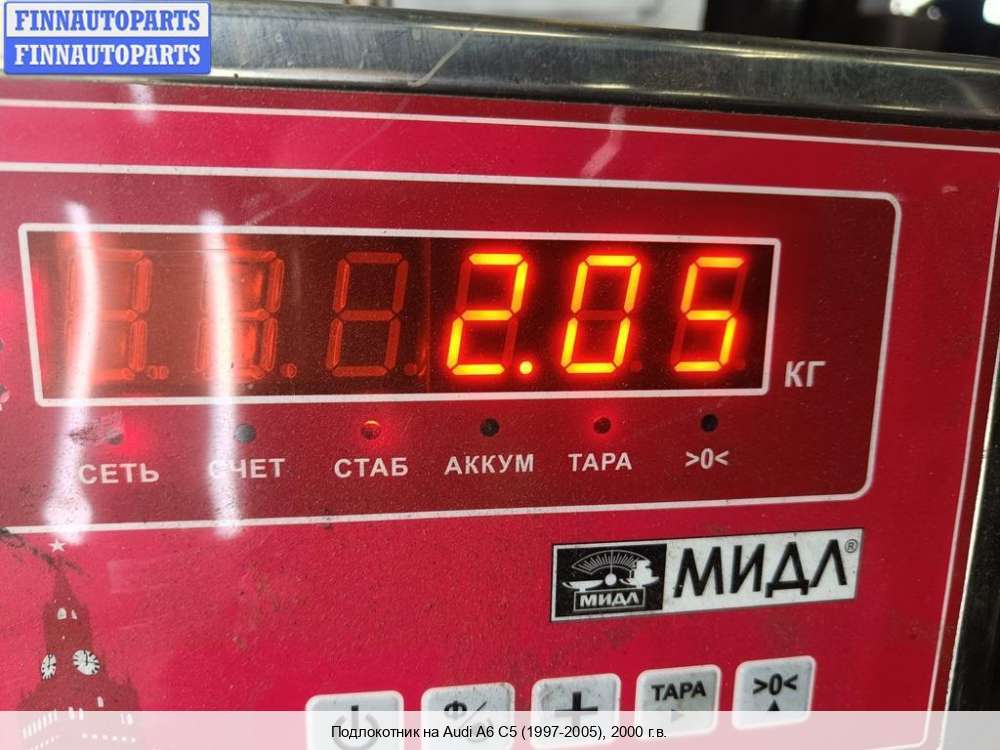 FINNAUTOPARTS
FINNAUTOPARTS
2.05
КГ
СЕТЬ СЧЕТ СТАБ АККУМ ТАРА >0<
МИДЛ МИДЛ®
Ф/ + ТАРА >0<
Подлокотник на Audi A6 C5 (1997-2005), 2000 г.в.